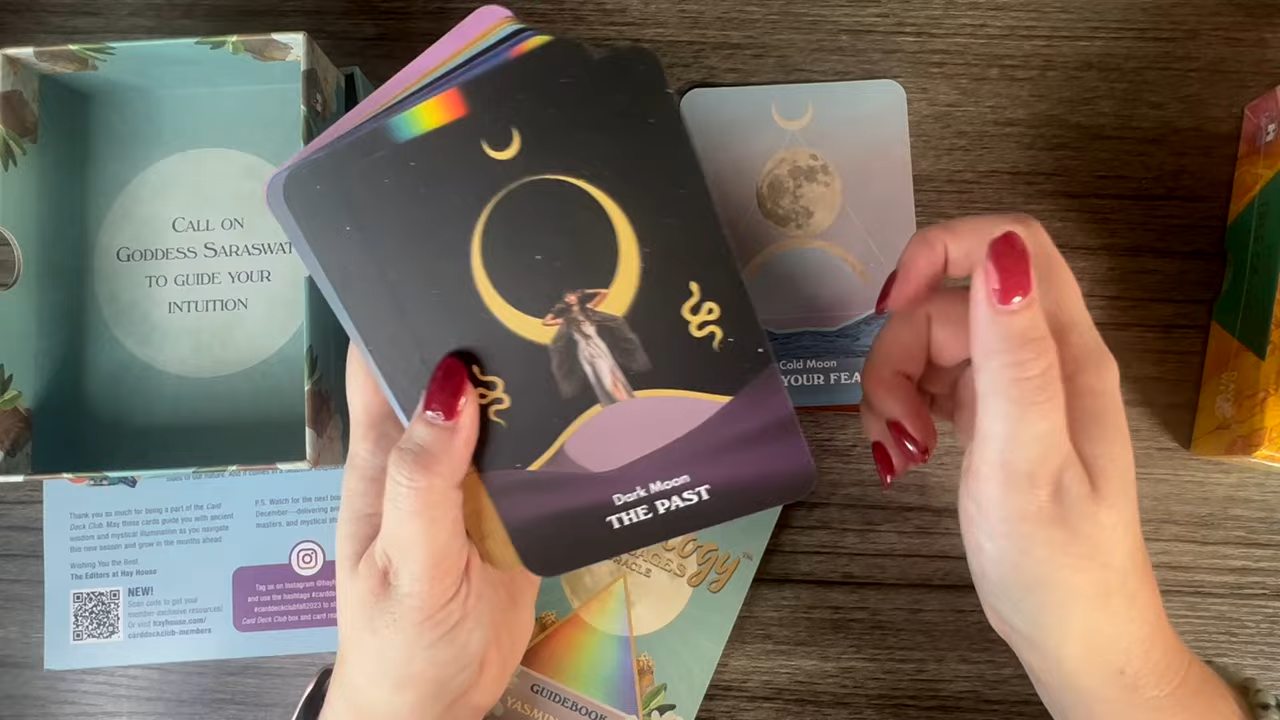 CALL ON
GODDESS SARASWAT
TO GUIDE YOUR
INTUITION
Dark Moon
THE PAST
Cold Moon
YOUR FEA
Thank you so much for being a part of the Card
Deck Club. May these cards guide you with ancient
wisdom and mystical illumination as you navigate
this new season and grow in the months ahead.
Wishing You the Best,
The Editors at Hay House
NEW!
Scan code to get your
member-exclusive resources!
Or visit hayhouse.com/
carddeckclub-members
P.S. Watch for the next bo
December—delivering
masters, and mystical
Tag us on Instagram @hay
and use the hashtags #cardde
#carddeckclubfall2023 to
Card Deck Club box and card
ology™
ORACLE
GUIDEBOOK
YASMIN